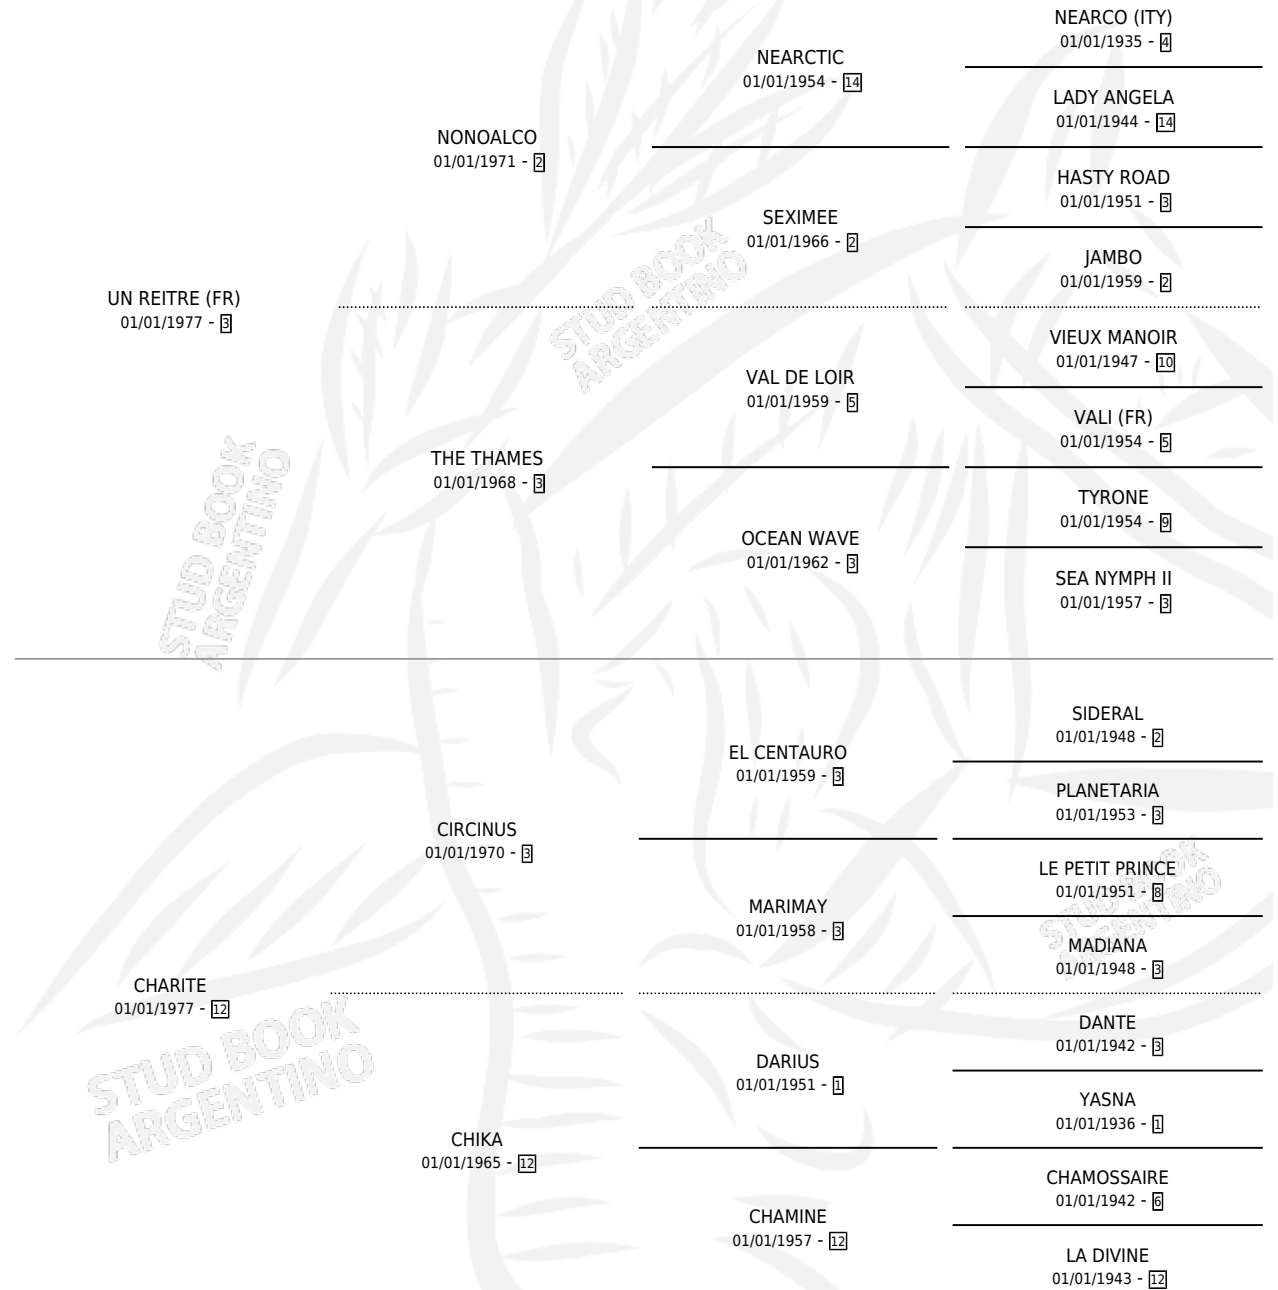 NEARCO (ITY)
01/01/1935 - 4
NEARCTIC
01/01/1954 - 14
LADY ANGELA
01/01/1944 - 14
NONOALCO
01/01/1971 - 2
HASTY ROAD
01/01/1951 - 3
SEXIMEE
01/01/1966 - 2
JAMBO
01/01/1959 - 2
UN REITRE (FR)
01/01/1977 - 3
VIEUX MANOIR
01/01/1947 - 10
VAL DE LOIR
01/01/1959 - 5
VALI (FR)
01/01/1954 - 5
THE THAMES
01/01/1968 - 3
TYRONE
01/01/1954 - 9
OCEAN WAVE
01/01/1962 - 3
SEA NYMPH II
01/01/1957 - 3
SIDERAL
01/01/1948 - 2
EL CENTAURO
01/01/1959 - 3
PLANETARIA
01/01/1953 - 3
CIRCINUS
01/01/1970 - 3
LE PETIT PRINCE
01/01/1951 - 8
MARIMAY
01/01/1958 - 3
MADIANA
01/01/1948 - 3
CHARITE
01/01/1977 - 12
DANTE
01/01/1942 - 3
DARIUS
01/01/1951 - 1
YASNA
01/01/1936 - 1
CHIKA
01/01/1965 - 12
CHAMOSSAIRE
01/01/1942 - 6
CHAMINE
01/01/1957 - 12
LA DIVINE
01/01/1943 - 12
STUD BOOK
ARGENTINO
STUD BOOK
ARGENTINO
STUD BOOK
ARGENTINO
STUD BOOK
ARGENTINO